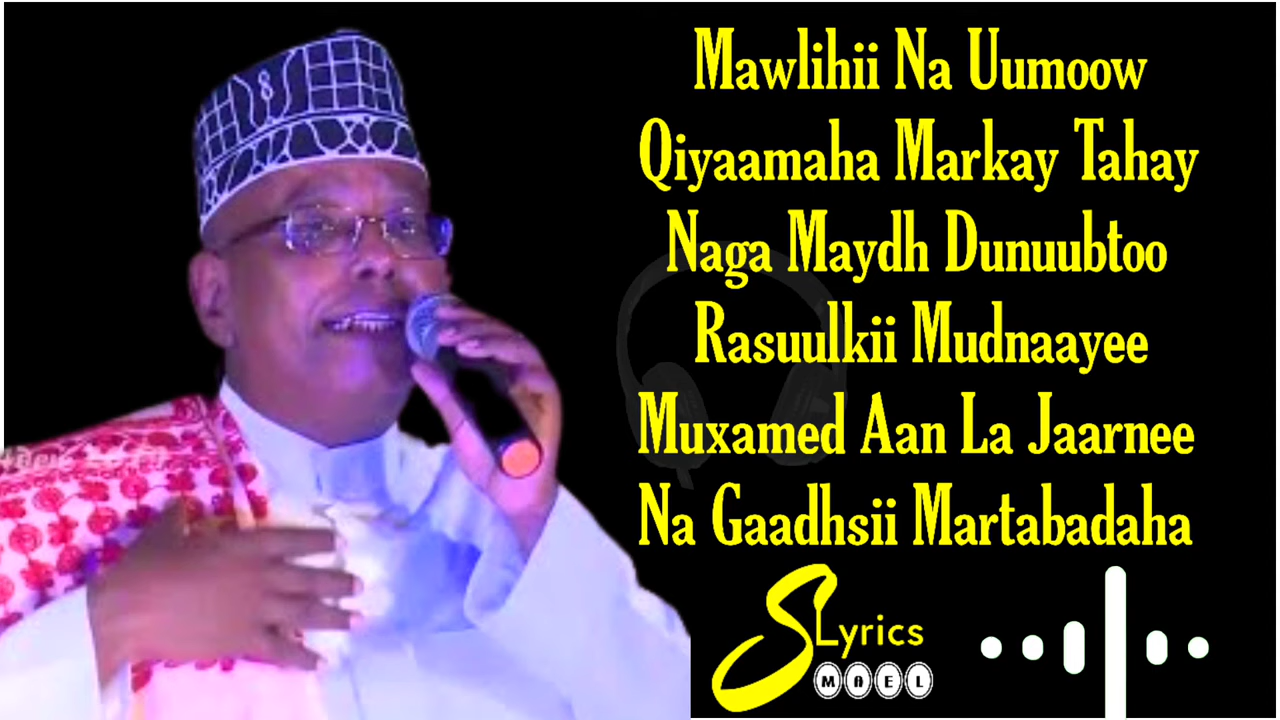 Mawlihii Na Uumoow
Qiyaamaha Markay Tahay
Naga Maydh Dunuubtoo
Rasuulkii Mudnaayee
Muxamed Aan La Jaarnee
Na Gaadhsii Martabadaha
SLyrics
MAEL